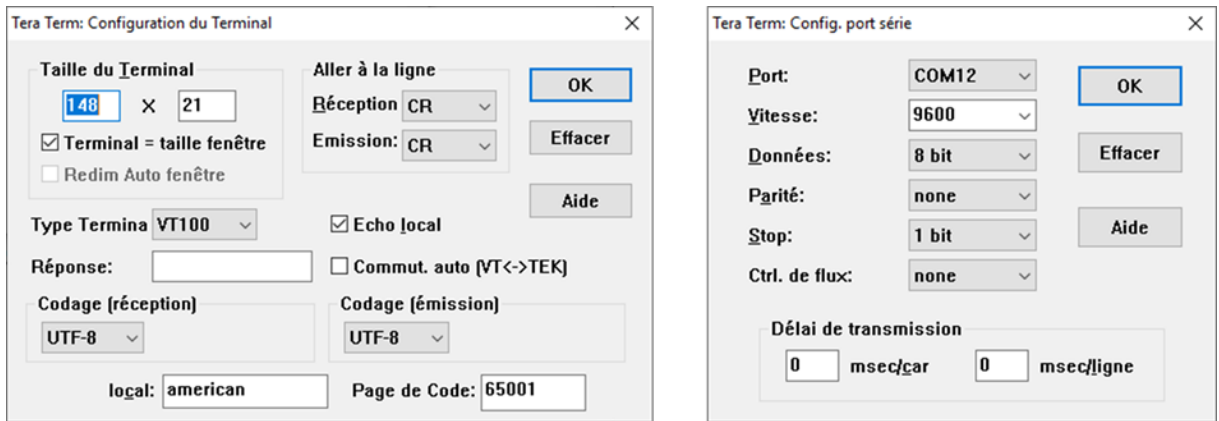 Tera Term: Configuration du Terminal
Taille du Terminal
148 X 21
Terminal = taille fenêtre
Redim Auto fenêtre
Aller à la ligne
Réception CR
Emission: CR
OK
Effacer
Aide
Type Termina VT100
Echo local
Réponse:
Commut. auto (VT<->TEK)
Codage (réception)
UTF-8
Codage (émission)
UTF-8
local: american
Page de Code: 65001
Tera Term: Config. port série
Port: COM12
Vitesse: 9600
Données: 8 bit
Parité: none
Stop: 1 bit
Ctrl. de flux: none
OK
Effacer
Aide
Délai de transmission
0 msec/car 0 msec/ligne